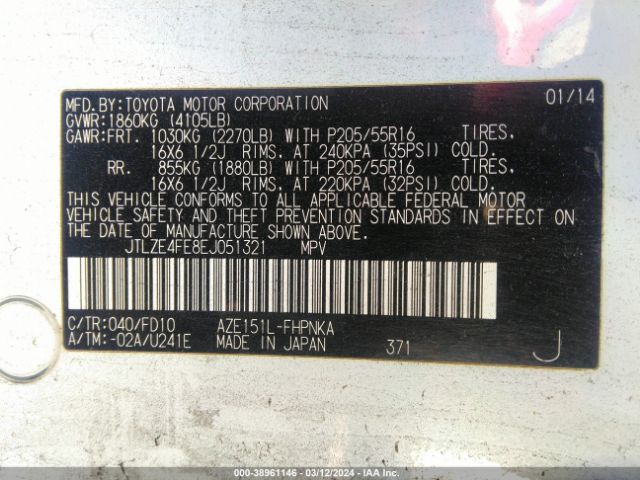 MFD.BY:TOYOTA MOTOR CORPORATION 01/14
GVWR:1860KG (4105LB)
GAWR:FRT. 1030KG (2270LB) WITH P205/55R16 TIRES,
16X6 1/2J RIMS. AT 240KPA (35PSI) COLD.
RR. 855KG (1880LB) WITH P205/55R16 TIRES,
16X6 1/2J RIMS. AT 220KPA (32PSI) COLD.
THIS VEHICLE CONFORMS TO ALL APPLICABLE FEDERAL MOTOR
VEHICLE SAFETY AND THEFT PREVENTION STANDARDS IN EFFECT ON
THE DATE OF MANUFACTURE SHOWN ABOVE.
JTLZE4FE8EJ051321 MPV
C/TR:040/FD10 AZE151L-FHPNKA
A/TM:-02A/U241E MADE IN JAPAN 371 J
000-38961146 - 03/12/2024 - IAA Inc.